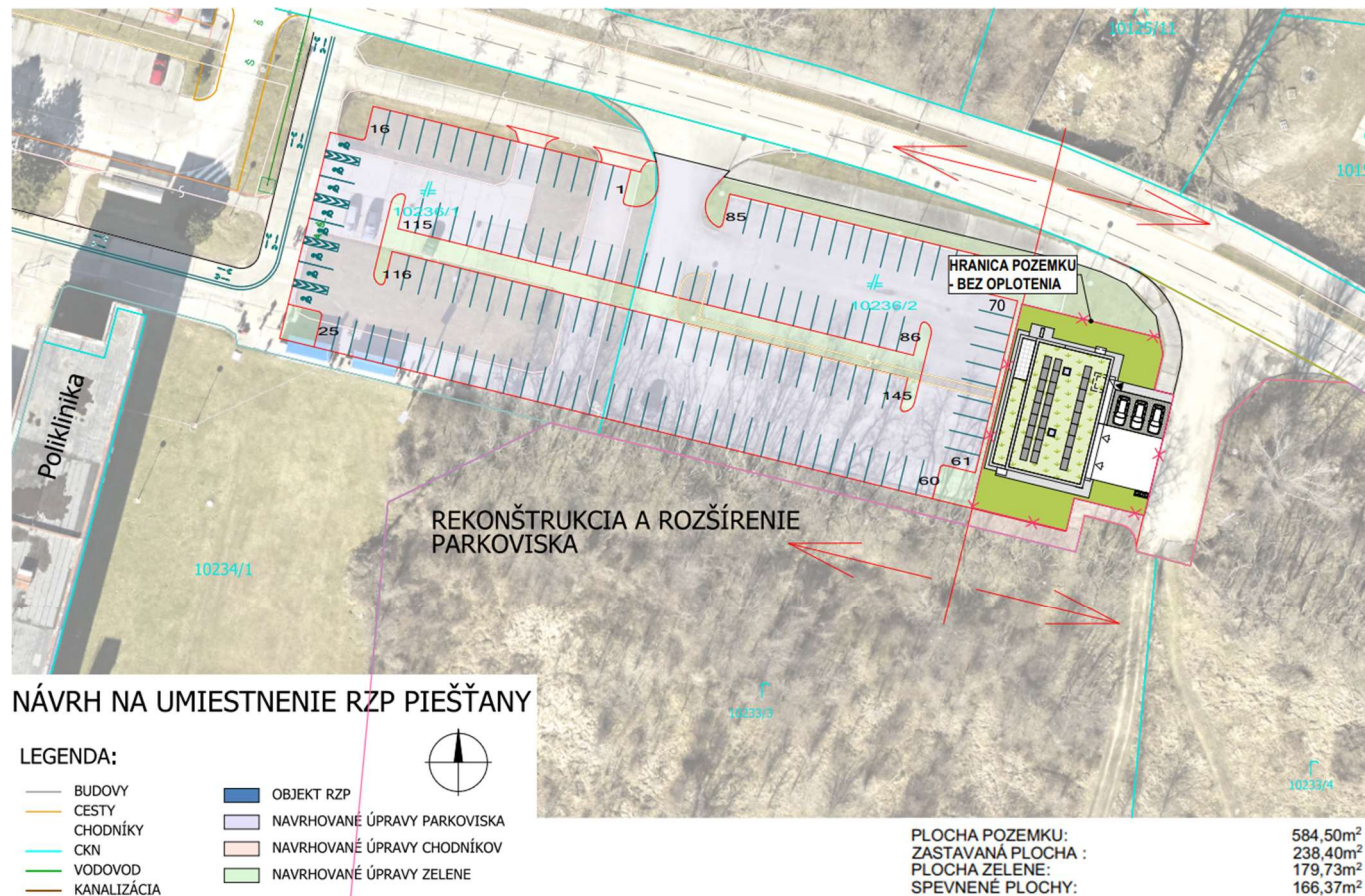 10125/11
16
1
10236/1
115
116
25
85
10236/2
HRANICA POZEMKU
- BEZ OPLOTENIA
70
86
145
61
60
Poliklinika
REKONŠTRUKCIA A ROZŠÍRENIE
PARKOVISKA
10234/1
10233/3
10233/4
NÁVRH NA UMIESTNENIE RZP PIEŠŤANY
LEGENDA:
BUDOVY
CESTY
CHODNÍKY
CKN
VODOVOD
KANALIZÁCIA
OBJEKT RZP
NAVRHOVANÉ ÚPRAVY PARKOVISKA
NAVRHOVANÉ ÚPRAVY CHODNÍKOV
NAVRHOVANÉ ÚPRAVY ZELENE
PLOCHA POZEMKU: 584,50m²
ZASTAVANÁ PLOCHA : 238,40m²
PLOCHA ZELENE: 179,73m²
SPEVNENÉ PLOCHY: 166,37m²